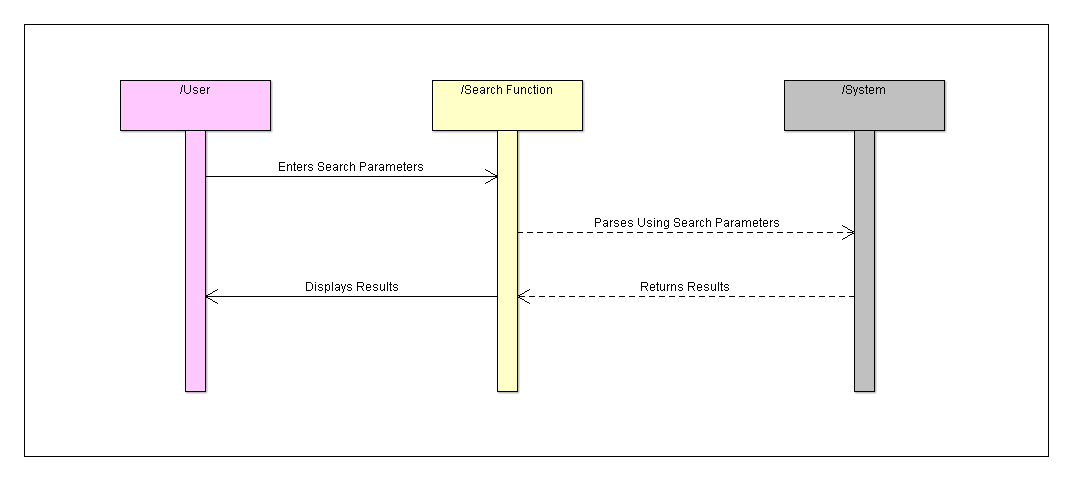 /User
/Search Function
/System
Enters Search Parameters
Parses Using Search Parameters
Displays Results
Returns Results